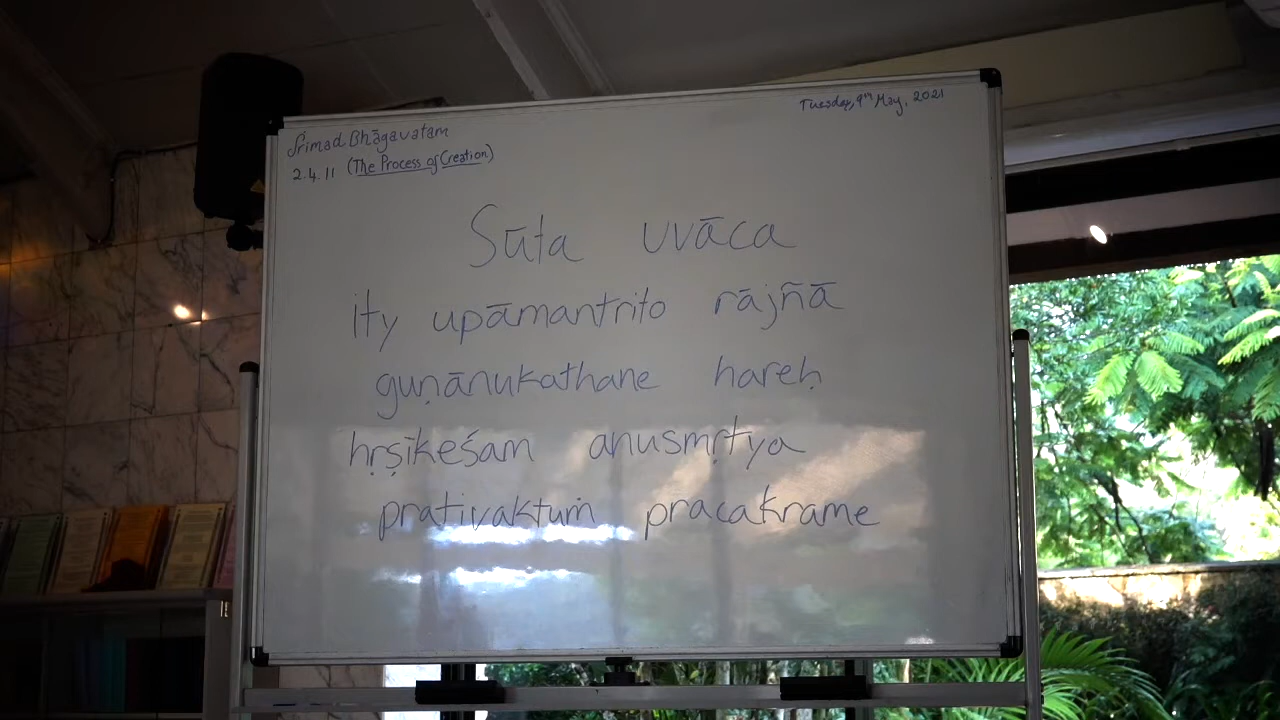 Śrimad Bhāgavatam
Tuesday, 9th May, 2021
2.4.11 (The Process of Creation)
Sūta uvāca
ity upāmantrito rājñā
guṇānukathane hareḥ
hṛṣīkeśam anusmṛtya
prativaktuṁ pracakrame